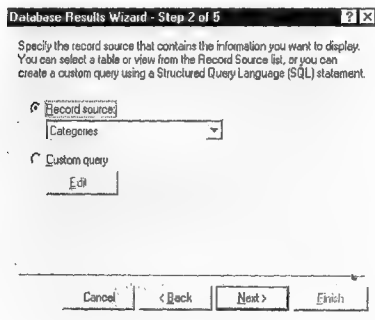 Database Results Wizard - Step 2 of 5
Specify the record source that contains the information you want to display.
You can select a table or view from the Record Source list, or you can
create a custom query using a Structured Query Language (SQL) statement.
Record source:
Categories
Custom query
Edit
Cancel < Back Next > Finish